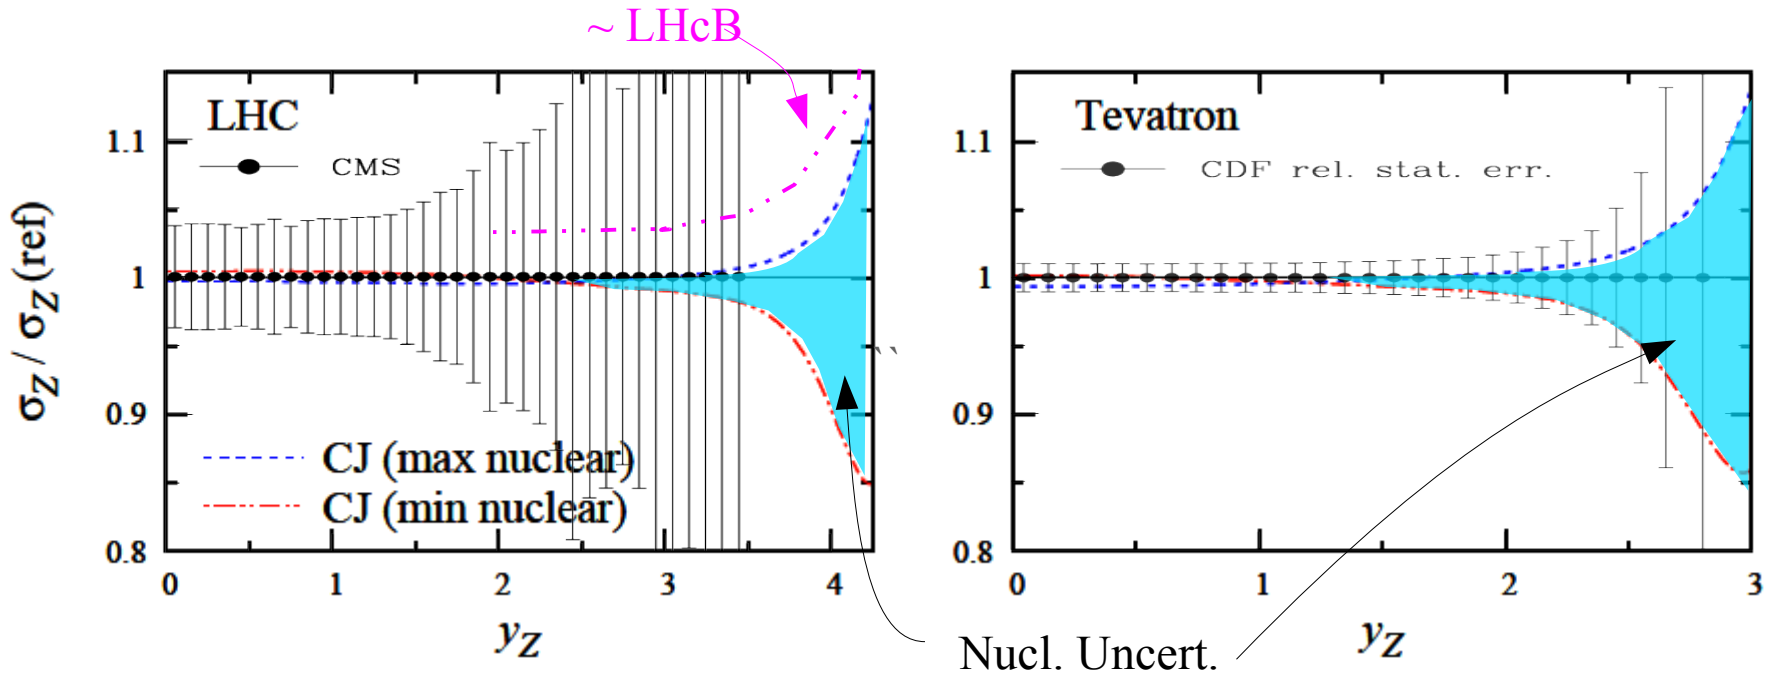 ~ LHcB
LHC
CMS
CJ (max nuclear)
CJ (min nuclear)
σZ / σZ (ref)
1.1
1
0.9
0.8
0 1 2 3 4
yZ
``
Tevatron
CDF rel. stat. err.
1.1
1
0.9
0.8
0 1 2 3
yZ
Nucl. Uncert.